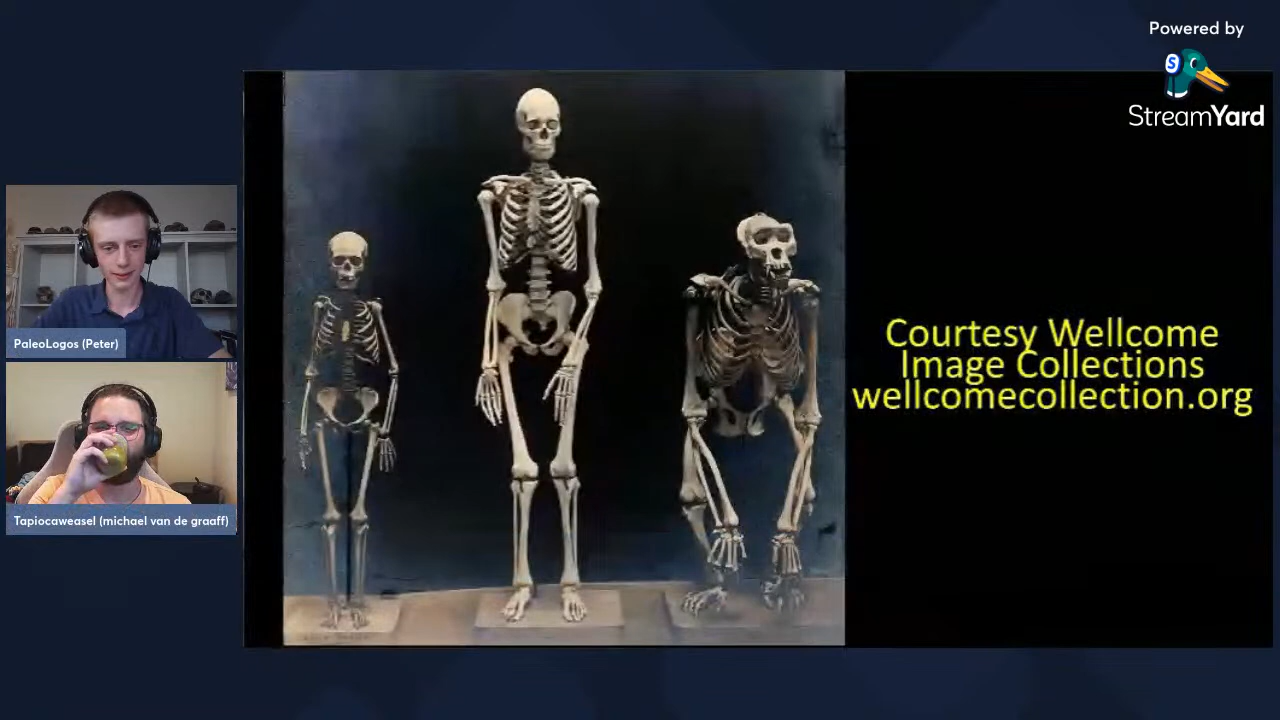 Powered by
StreamYard
PaleoLogos (Peter)
Tapiocaweasel (michael van de graaff)
Courtesy Wellcome
Image Collections
wellcomecollection.org